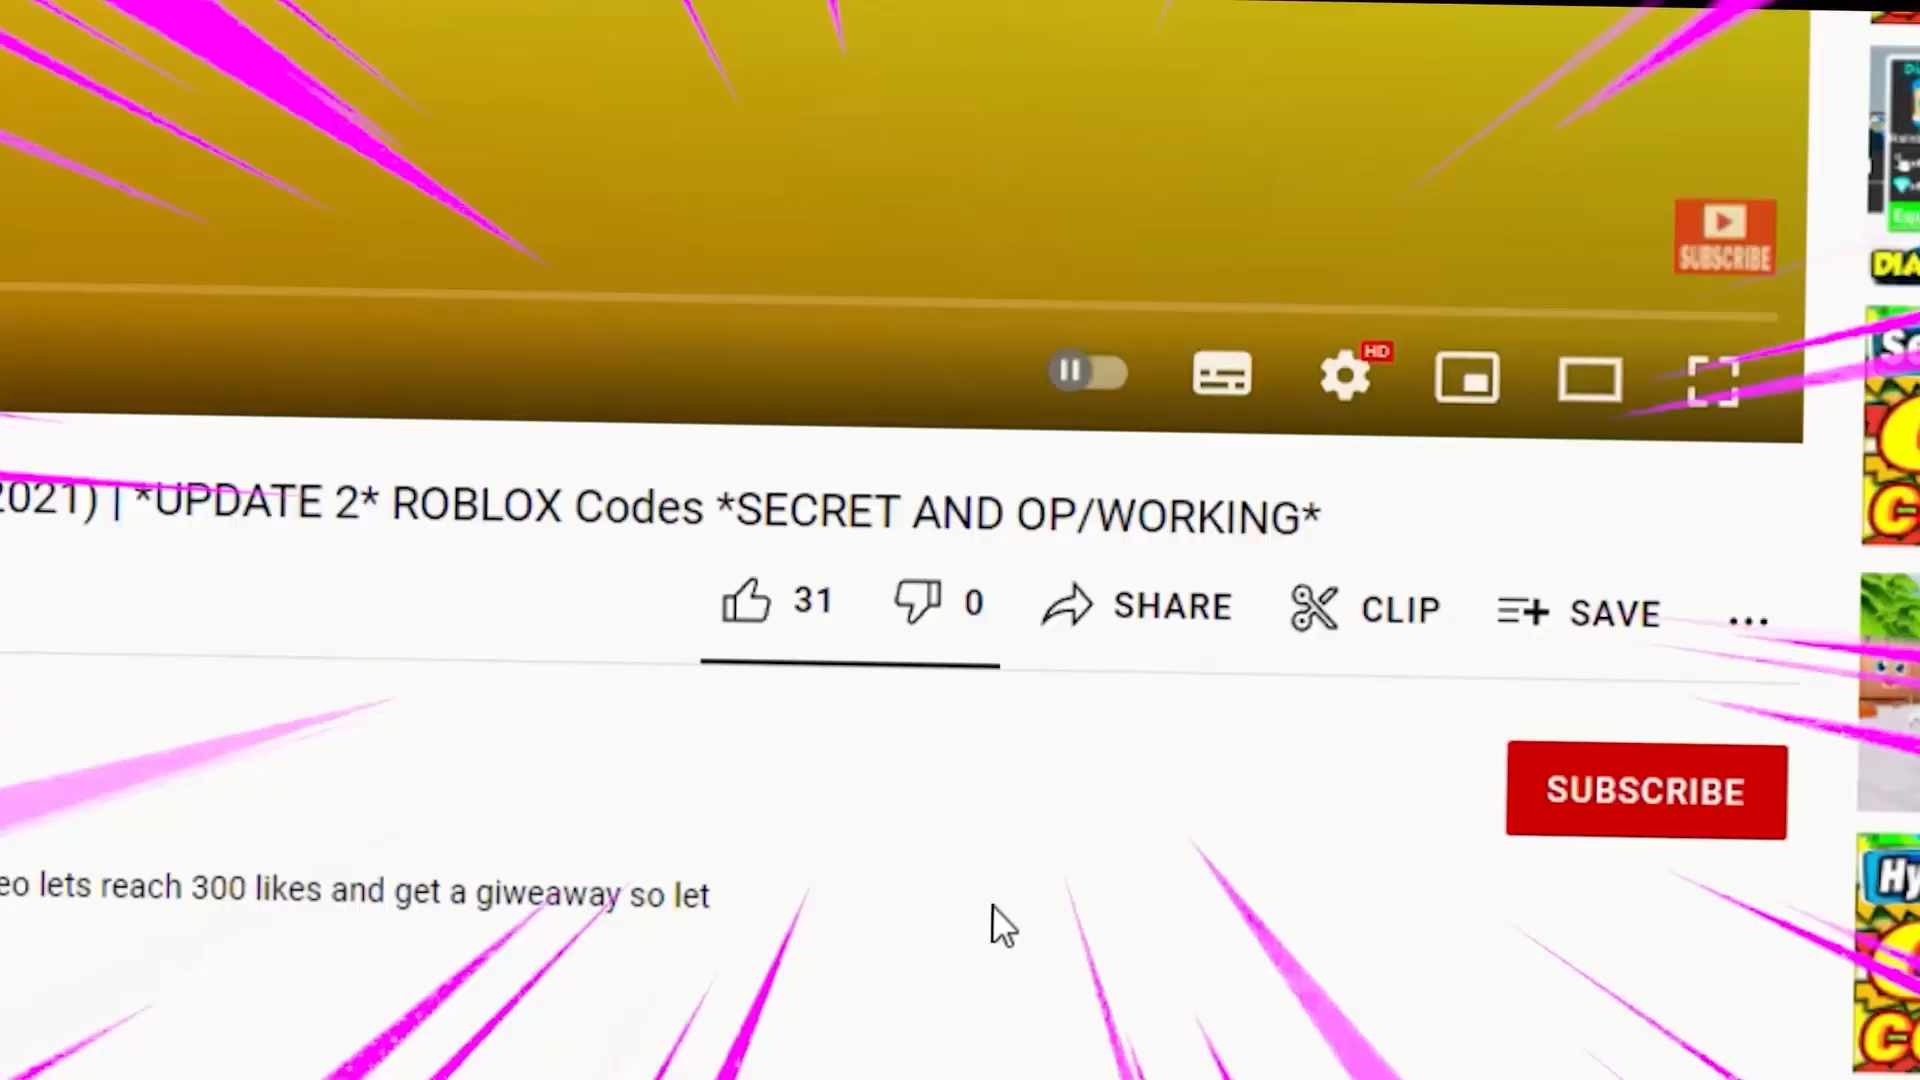 SUBSCRIBE
HD
2021) | *UPDATE 2* ROBLOX Codes *SECRET AND OP/WORKING*
31 0 SHARE CLIP SAVE ...
SUBSCRIBE
eo lets reach 300 likes and get a giweaway so let